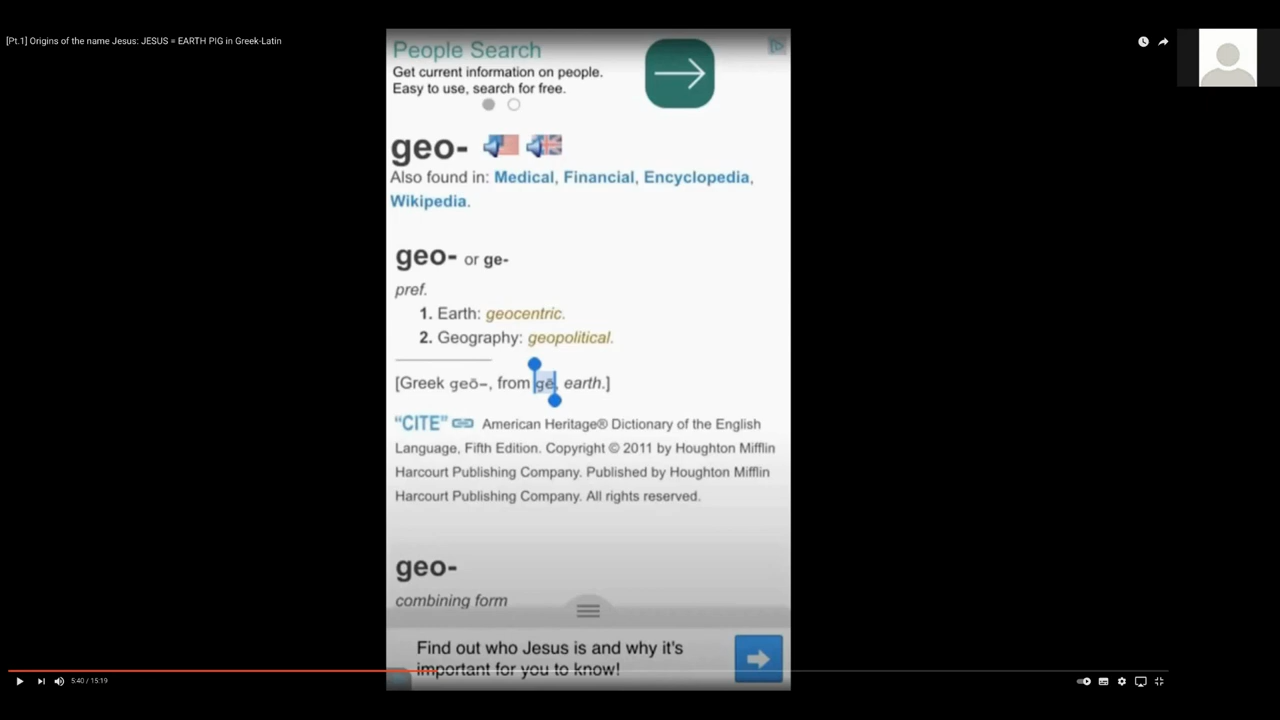 [Pt.1] Origins of the name Jesus: JESUS = EARTH PIG in Greek-Latin
People Search
Get current information on people.
Easy to use, search for free.
geo-
Also found in: Medical, Financial, Encyclopedia,
Wikipedia.
geo- or ge-
pref.
1. Earth: geocentric.
2. Geography: geopolitical.
[Greek geō-, from gē, earth.]
“CITE” American Heritage® Dictionary of the English
Language, Fifth Edition. Copyright © 2011 by Houghton Mifflin
Harcourt Publishing Company. Published by Houghton Mifflin
Harcourt Publishing Company. All rights reserved.
geo-
combining form
Find out who Jesus is and why it's
important for you to know!
5:40 / 15:19